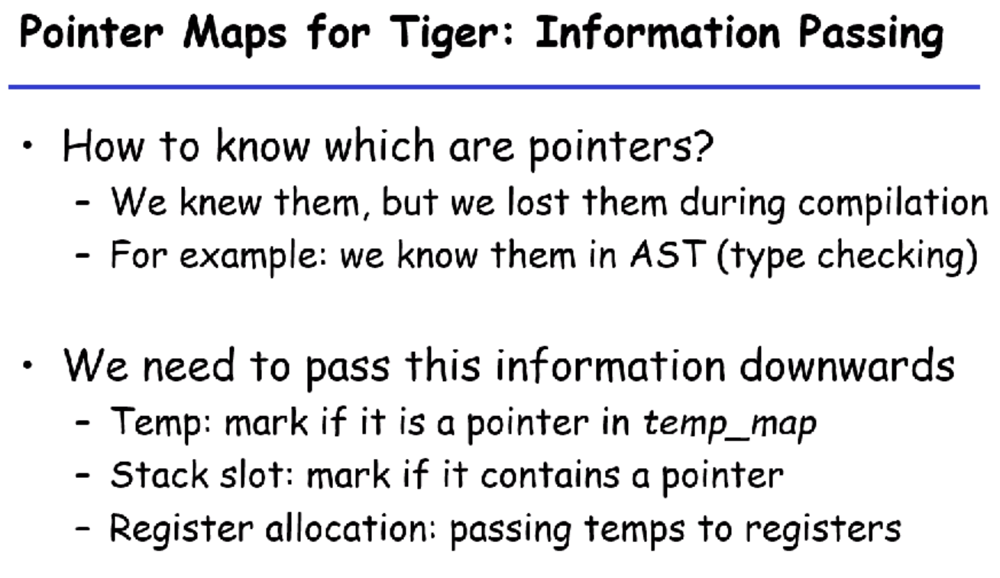 Pointer Maps for Tiger: Information Passing
• How to know which are pointers?
– We knew them, but we lost them during compilation
– For example: we know them in AST (type checking)
• We need to pass this information downwards
– Temp: mark if it is a pointer in temp_map
– Stack slot: mark if it contains a pointer
– Register allocation: passing temps to registers